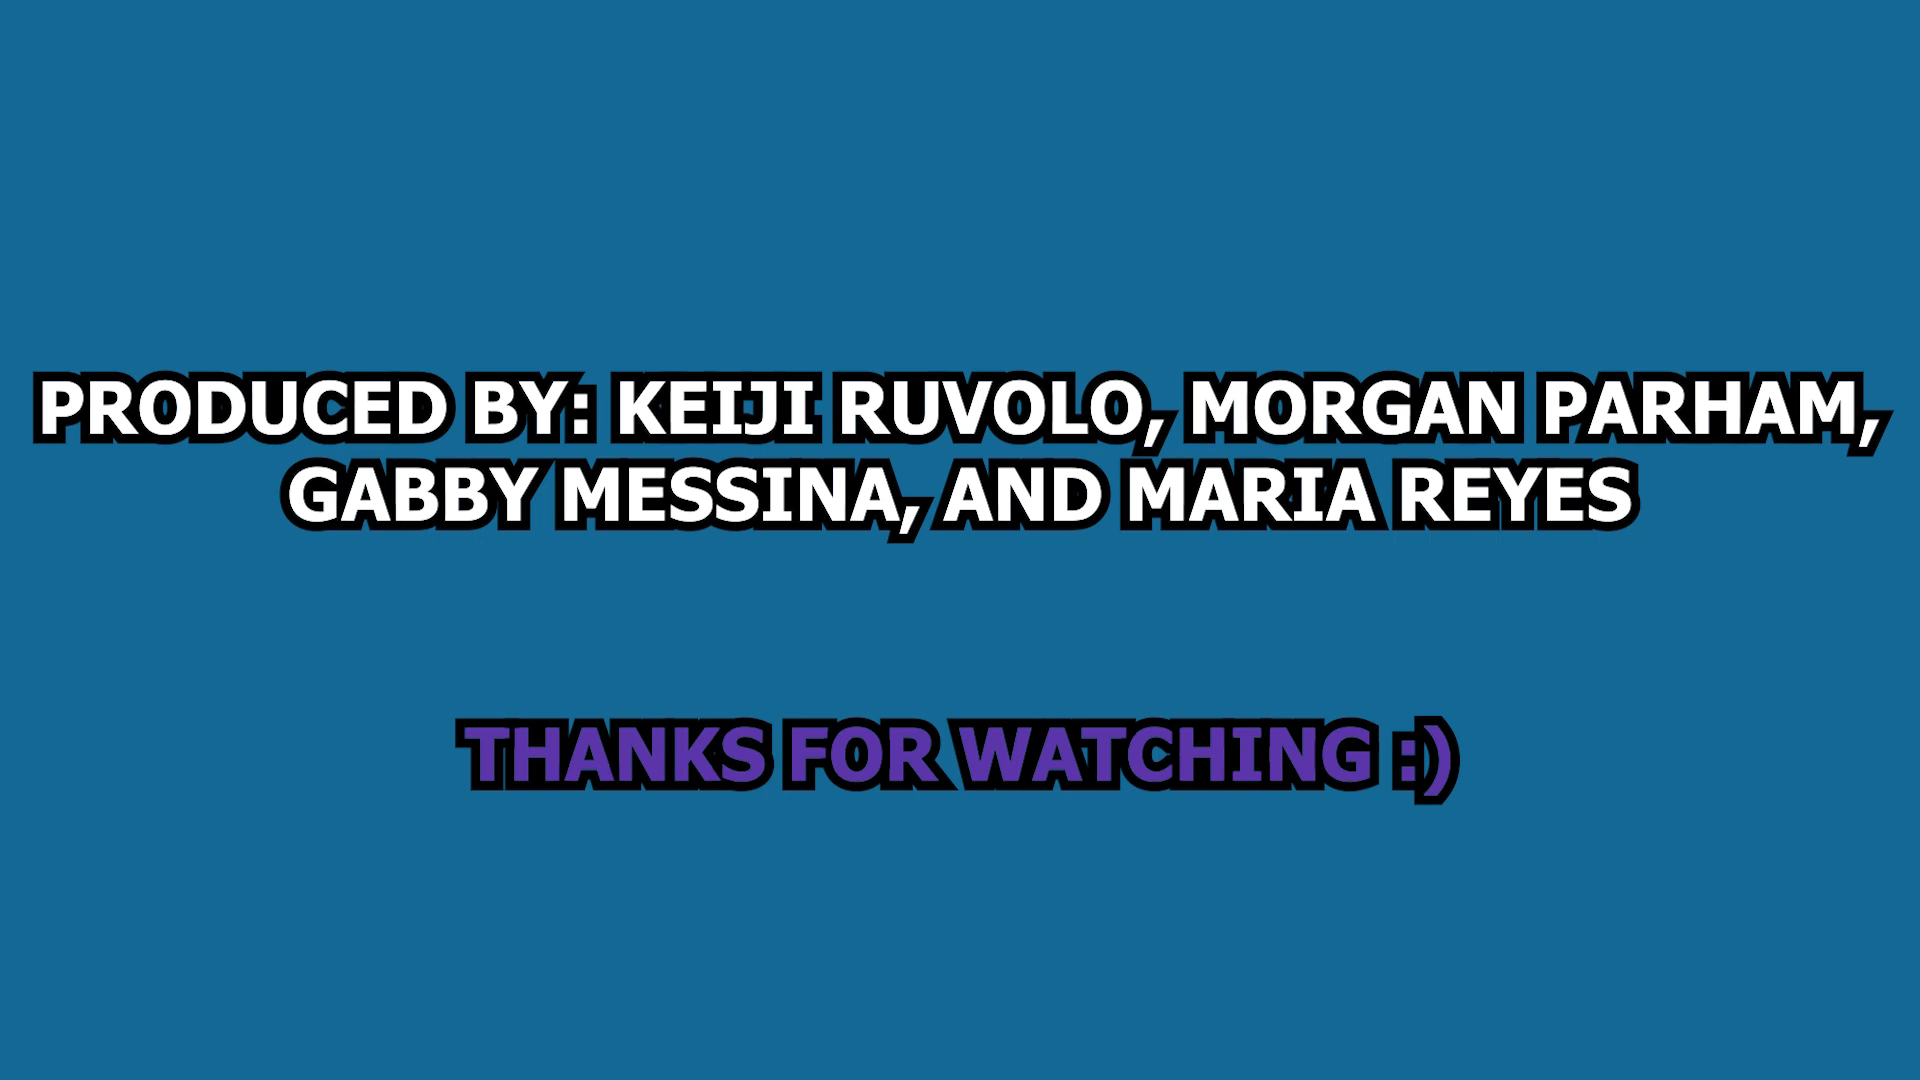 PRODUCED BY: KEIJI RUVOLO, MORGAN PARHAM,
GABBY MESSINA, AND MARIA REYES
THANKS FOR WATCHING :)